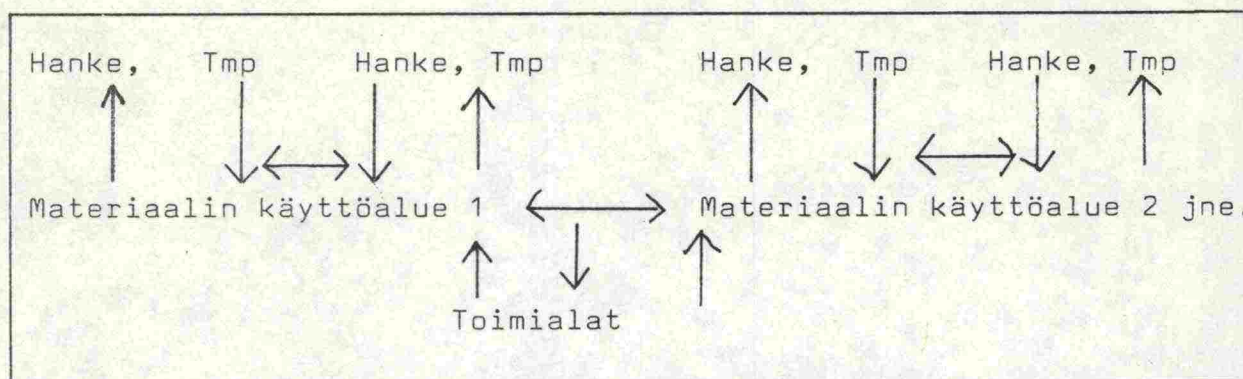 Hanke, Tmp Hanke, Tmp Hanke, Tmp Hanke, Tmp
Materiaalin käyttöalue 1 Materiaalin käyttöalue 2 jne.
Toimialat